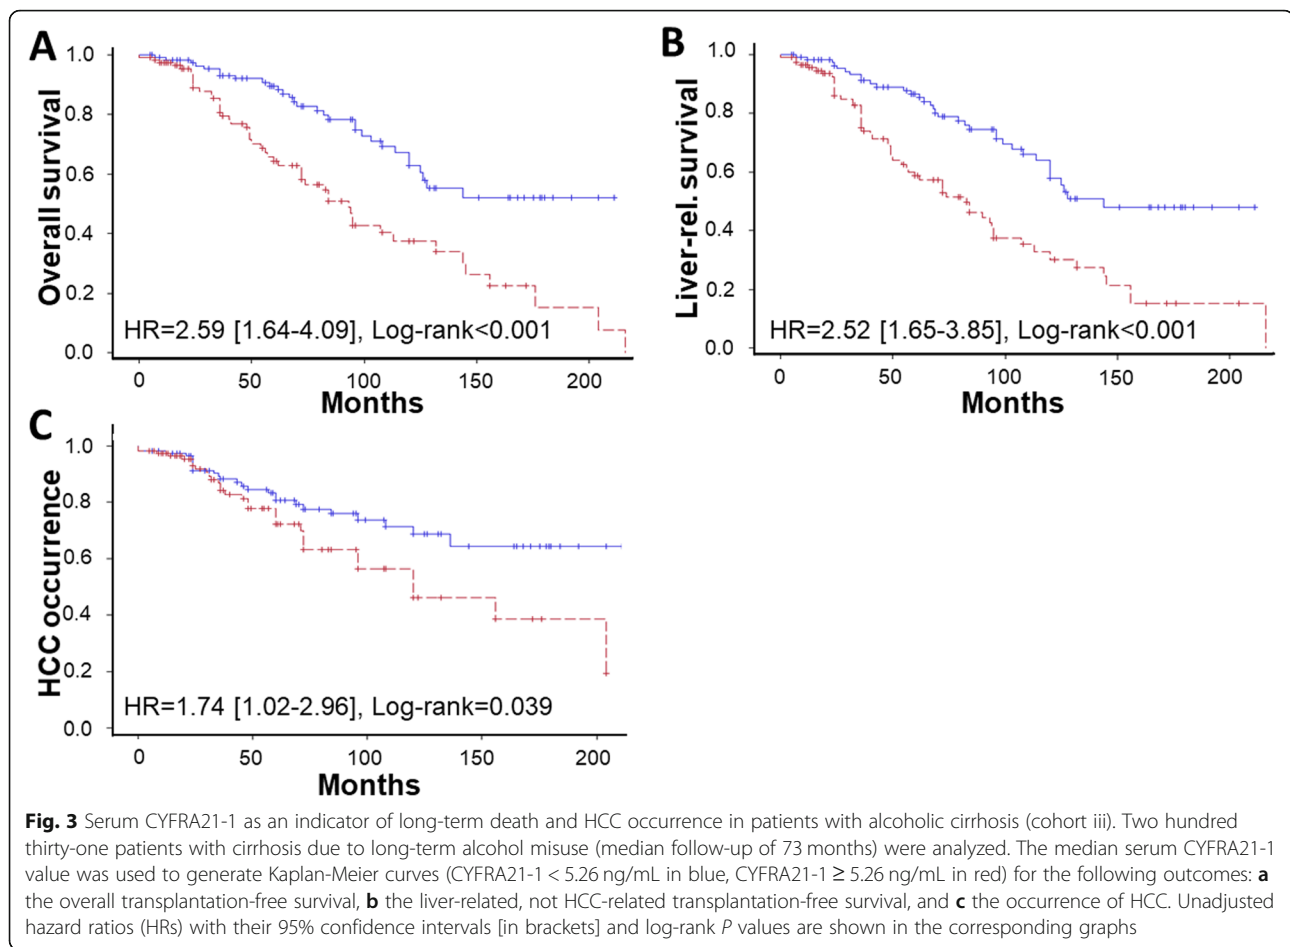 A
B
1.0
0.8
0.6
0.4
0.2
0.0
Overall survival
HR=2.59 [1.64-4.09], Log-rank<0.001
0 50 100 150 200
Months
1.0
0.8
0.6
0.4
0.2
0.0
Liver-rel. survival
HR=2.52 [1.65-3.85], Log-rank<0.001
0 50 100 150 200
Months
C
1.0
0.8
0.6
0.4
0.2
0.0
HCC occurrence
HR=1.74 [1.02-2.96], Log-rank=0.039
0 50 100 150 200
Months
Fig. 3 Serum CYFRA21-1 as an indicator of long-term death and HCC occurrence in patients with alcoholic cirrhosis (cohort iii). Two hundred
thirty-one patients with cirrhosis due to long-term alcohol misuse (median follow-up of 73 months) were analyzed. The median serum CYFRA21-1
value was used to generate Kaplan-Meier curves (CYFRA21-1 < 5.26 ng/mL in blue, CYFRA21-1 ≥ 5.26 ng/mL in red) for the following outcomes: a
the overall transplantation-free survival, b the liver-related, not HCC-related transplantation-free survival, and c the occurrence of HCC. Unadjusted
hazard ratios (HRs) with their 95% confidence intervals [in brackets] and log-rank P values are shown in the corresponding graphs